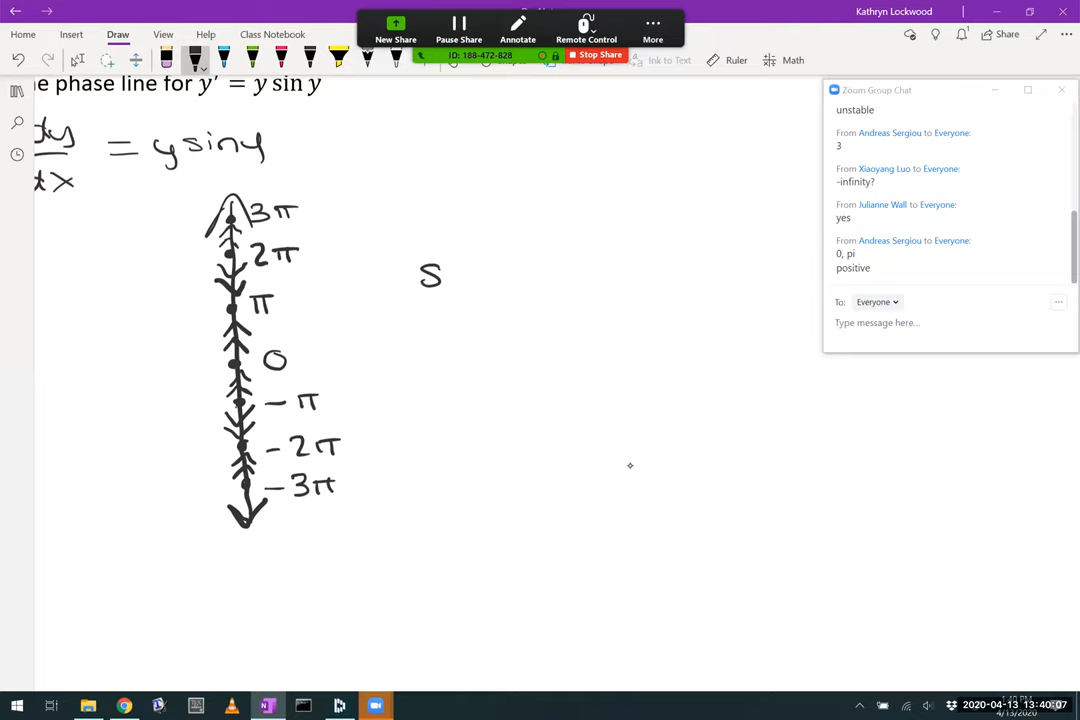 Kathryn Lockwood
Share
Home
Insert
Draw
View
Help
Class Notebook
New Share
Pause Share
Annotate
Remote Control
More
ID: 188-472-828
Stop Share
Ink to Text
Ruler
Math
e phase line for y′ = y sin y
dy
dx
= y sin y
3π
2π
π
0
- π
- 2π
- 3π
S
Zoom Group Chat
unstable
From Andreas Sergiou to Everyone:
3
From Xiaoyang Luo to Everyone:
-infinity?
From Julianne Wall to Everyone:
yes
From Andreas Sergiou to Everyone:
0, pi
positive
To: Everyone
Type message here...
2020-04-13 13:40:07